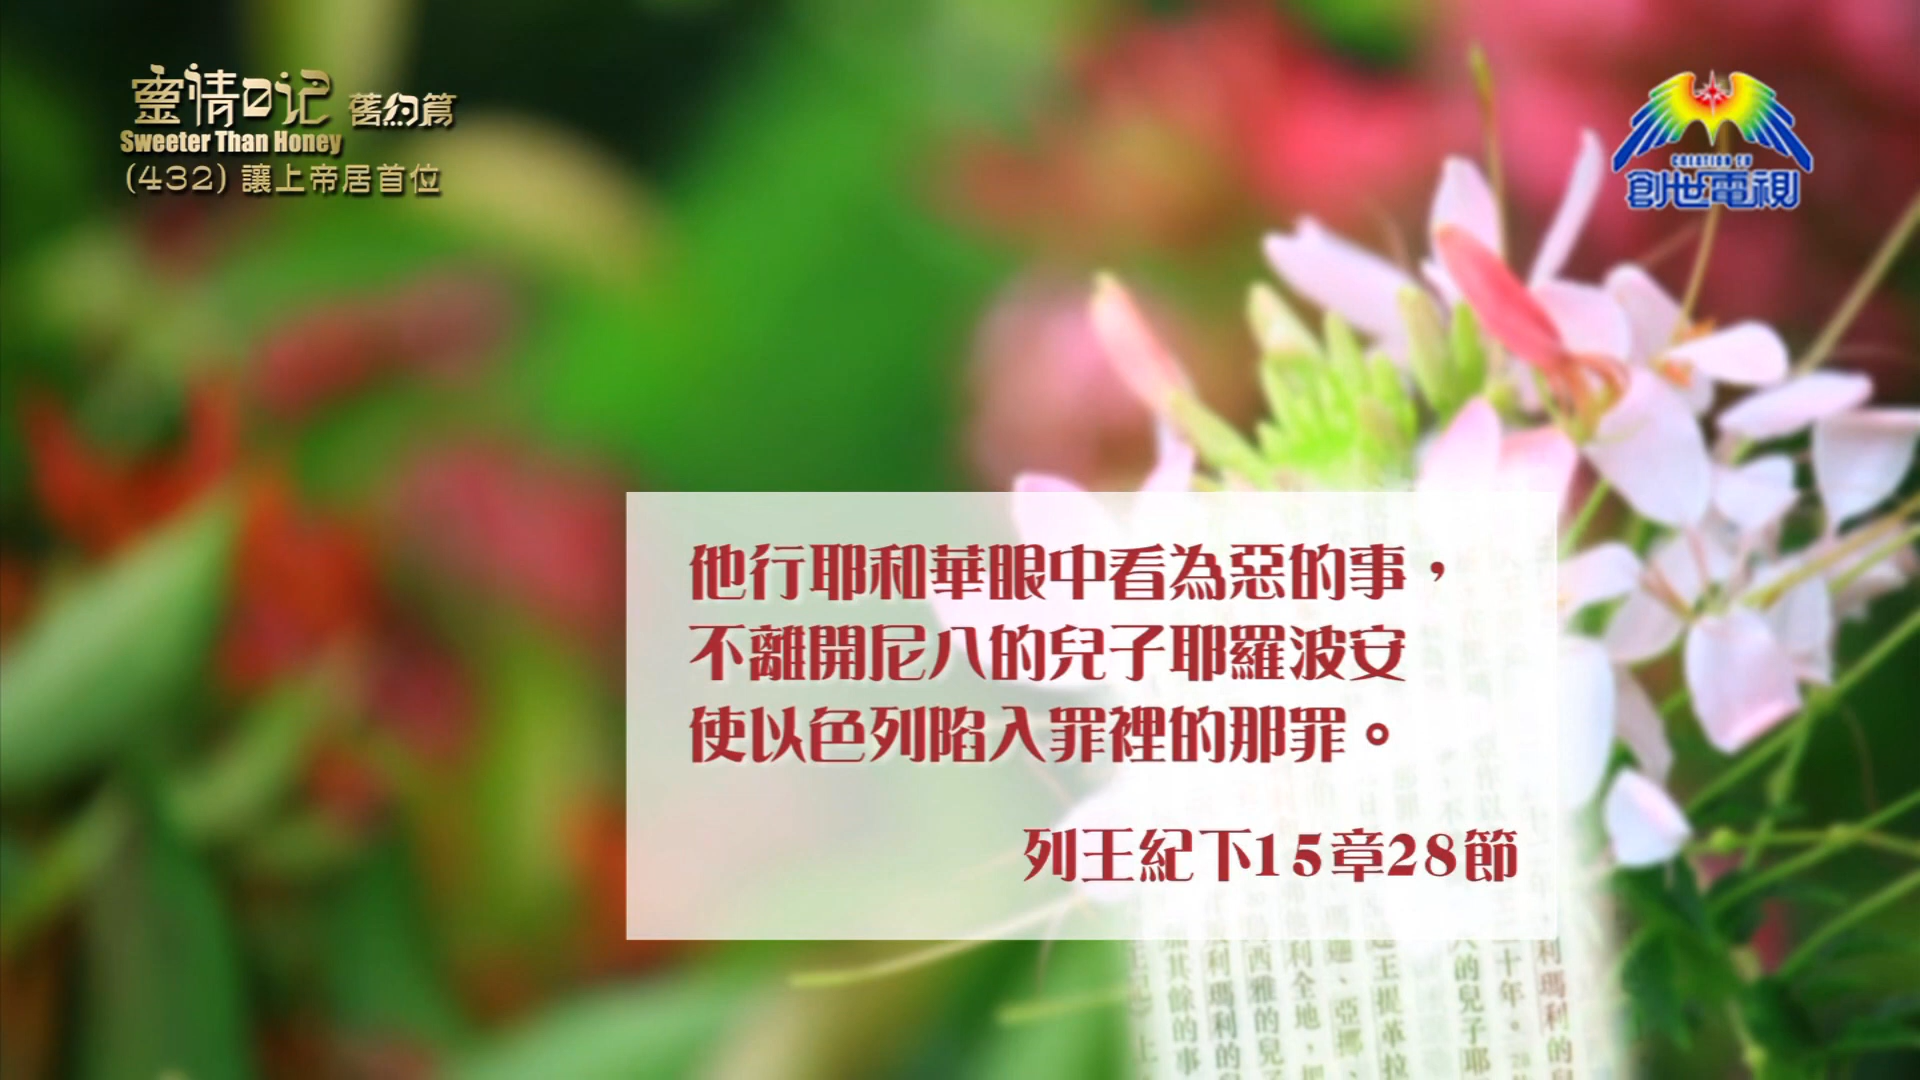 靈情日记 舊約篇
Sweeter Than Honey
(432) 讓上帝居首位
CREATION TV
創世電視
他行耶和華眼中看為惡的事，
不離開尼八的兒子耶羅波安
使以色列陷入罪裡的那罪。
列王紀下15章28節